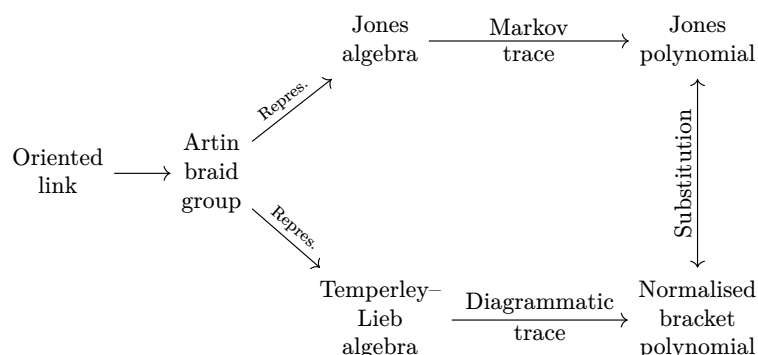 Jones
algebra
Markov
trace
Jones
polynomial
Repres.
Oriented
link
Artin
braid
group
Substitution
Repres.
Temperley–
Lieb
algebra
Diagrammatic
trace
Normalised
bracket
polynomial